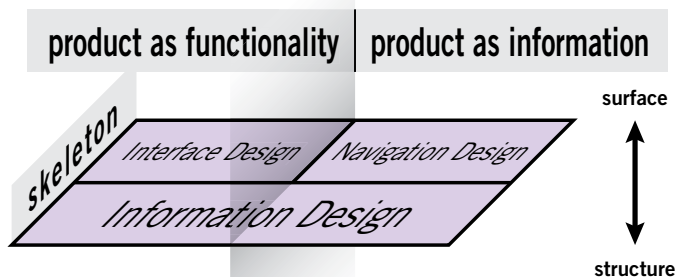 product as functionality product as information
surface
skeleton
Interface Design Navigation Design
Information Design
structure